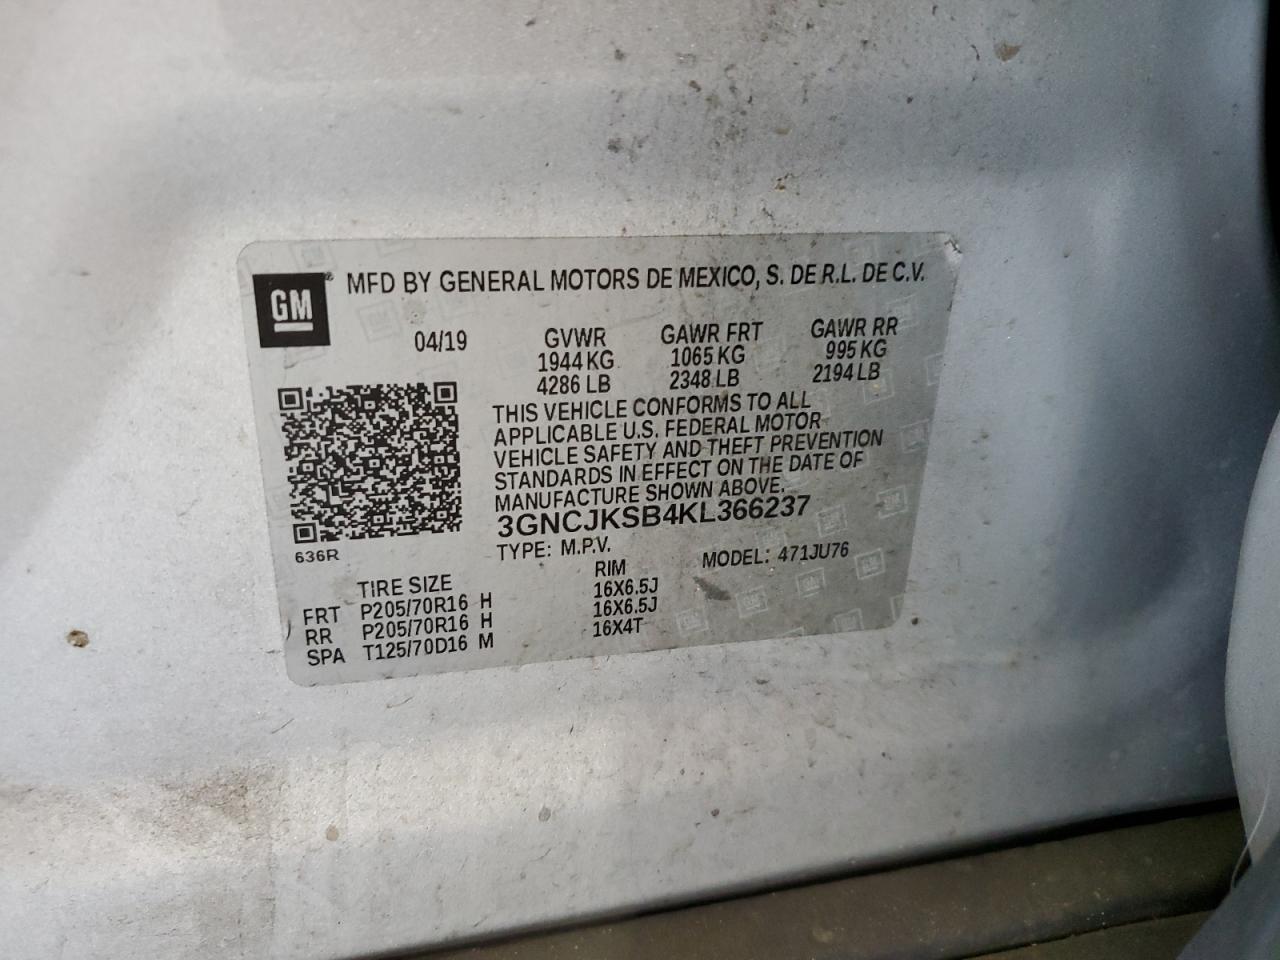 GM® MFD BY GENERAL MOTORS DE MEXICO, S. DE R.L. DE C.V.
04/19 GVWR GAWR FRT GAWR RR
1944 KG 1065 KG 995 KG
4286 LB 2348 LB 2194 LB
THIS VEHICLE CONFORMS TO ALL
APPLICABLE U.S. FEDERAL MOTOR
VEHICLE SAFETY AND THEFT PREVENTION
STANDARDS IN EFFECT ON THE DATE OF
MANUFACTURE SHOWN ABOVE.
3GNCJKSB4KL366237
636R TYPE: M.P.V. MODEL: 471JU76
TIRE SIZE RIM
FRT P205/70R16 H 16X6.5J
RR P205/70R16 H 16X6.5J
SPA T125/70D16 M 16X4T